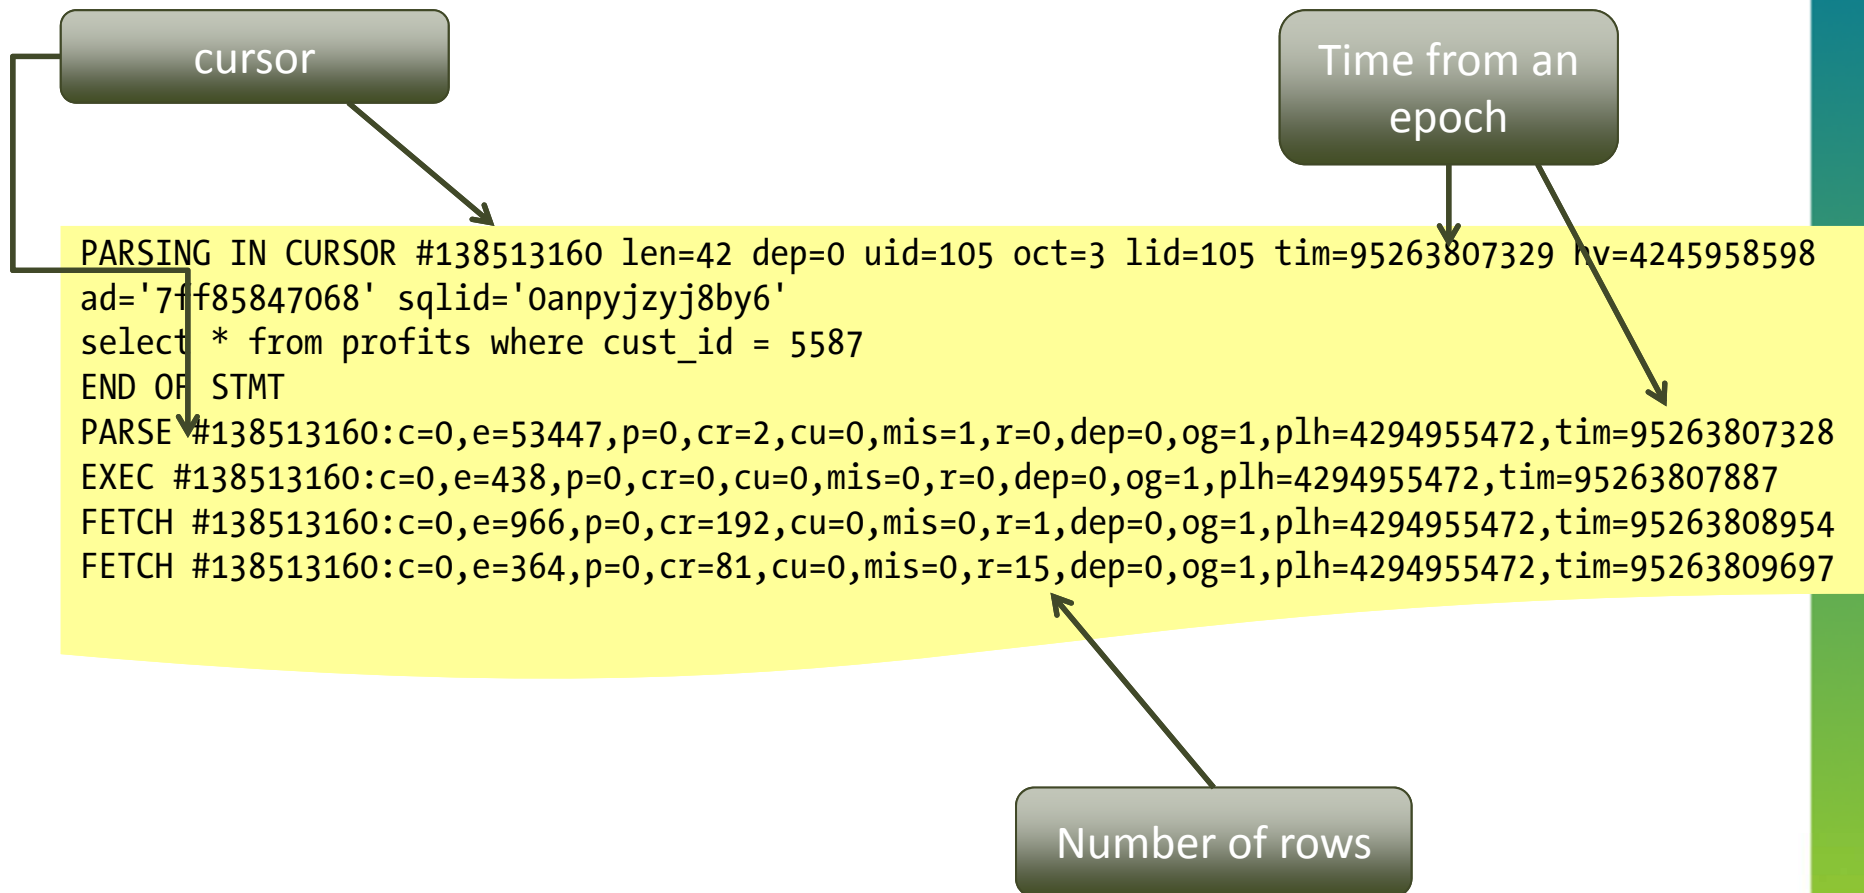 cursor
Time from an
epoch
PARSING IN CURSOR #138513160 len=42 dep=0 uid=105 oct=3 lid=105 tim=95263807329 hv=4245958598
ad='7ff85847068' sqlid='0anpyjzyj8by6'
select * from profits where cust_id = 5587
END OF STMT
PARSE #138513160:c=0,e=53447,p=0,cr=2,cu=0,mis=1,r=0,dep=0,og=1,plh=4294955472,tim=95263807328
EXEC #138513160:c=0,e=438,p=0,cr=0,cu=0,mis=0,r=0,dep=0,og=1,plh=4294955472,tim=95263807887
FETCH #138513160:c=0,e=966,p=0,cr=192,cu=0,mis=0,r=1,dep=0,og=1,plh=4294955472,tim=95263808954
FETCH #138513160:c=0,e=364,p=0,cr=81,cu=0,mis=0,r=15,dep=0,og=1,plh=4294955472,tim=95263809697
Number of rows